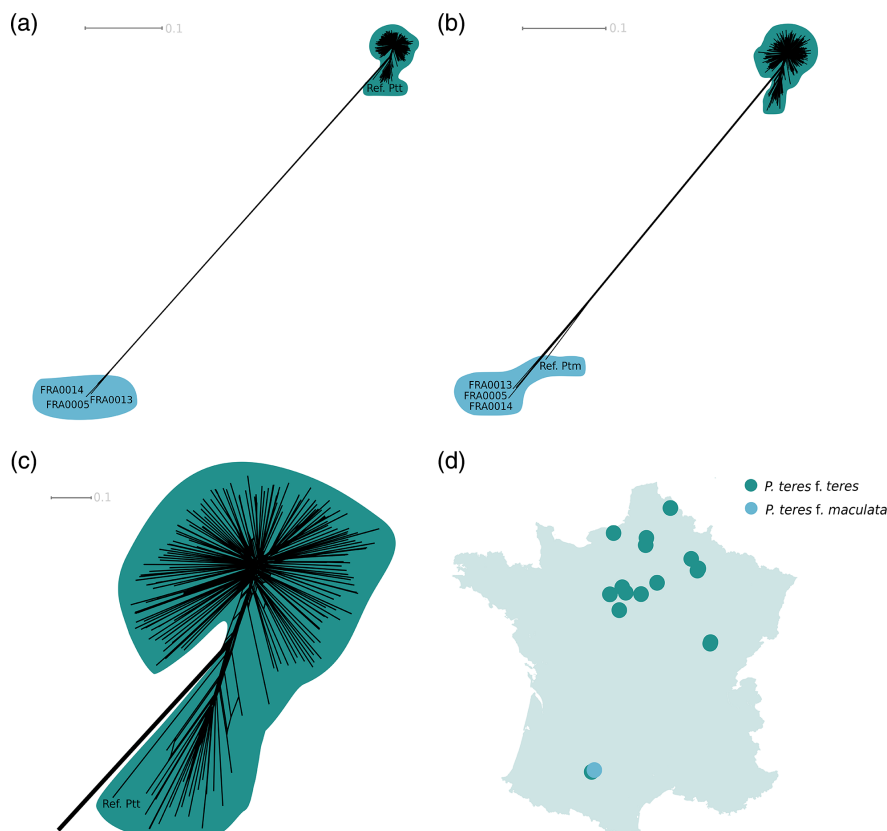 (a)
0.1
Ref. Ptt
FRA0014
FRA0005
FRA0013
(b)
0.1
Ref. Ptm
FRA0013
FRA0005
FRA0014
(c)
0.1
Ref. Ptt
(d)
P. teres f. teres
P. teres f. maculata